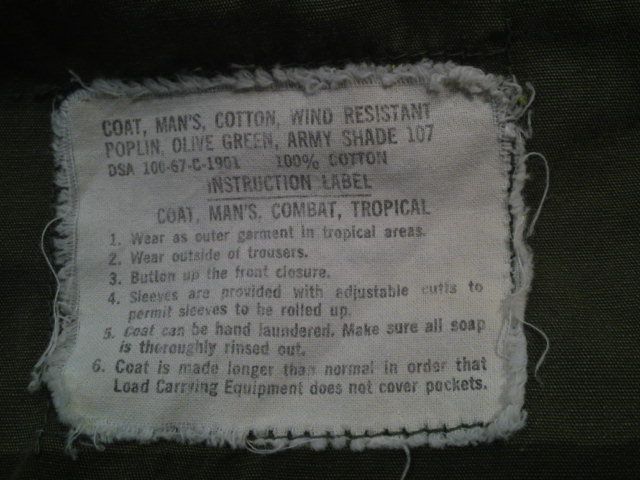 COAT, MAN'S, COTTON, WIND RESISTANT
POPLIN, OLIVE GREEN, ARMY SHADE 107
DSA 100-67-C-1901 100% COTTON
INSTRUCTION LABEL
COAT, MAN'S, COMBAT, TROPICAL
1. Wear as outer garment in tropical areas.
2. Wear outside of trousers.
3. Button up the front closure.
4. Sleeves are provided with adjustable cuffs to
permit sleeves to be rolled up.
5. Coat can be hand laundered. Make sure all soap
is thoroughly rinsed out.
6. Coat is made longer than normal in order that
Load Carrying Equipment does not cover pockets.